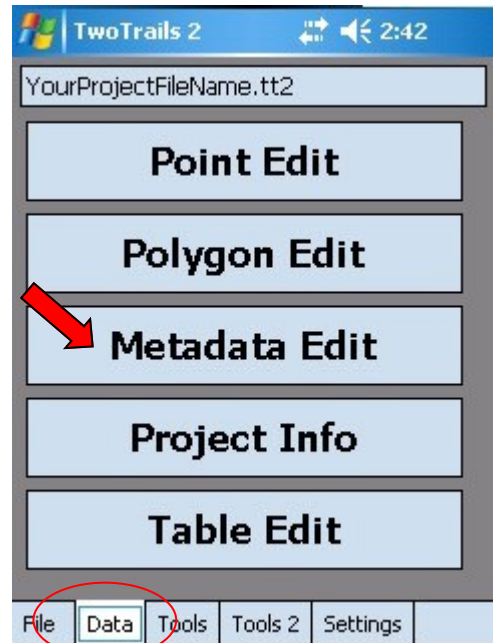 TwoTrails 2 2:42
YourProjectFileName.tt2
Point Edit
Polygon Edit
Metadata Edit
Project Info
Table Edit
File Data Tools Tools 2 Settings